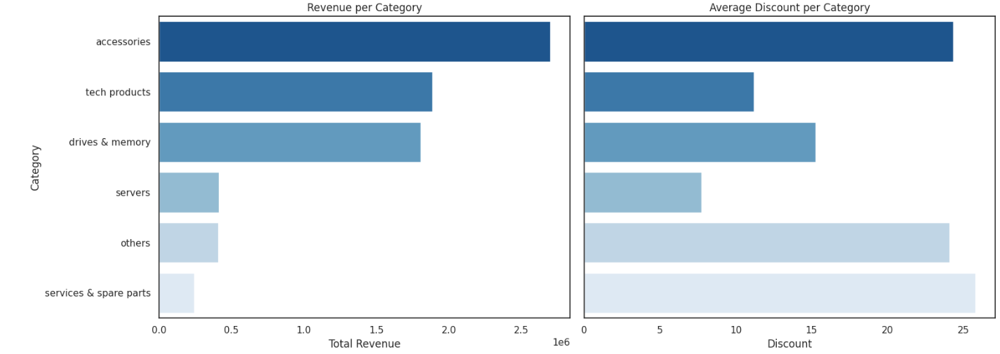 Revenue per Category
Average Discount per Category
Category
accessories
tech products
drives & memory
servers
others
services & spare parts
0.0 0.5 1.0 1.5 2.0 2.5
1e6
Total Revenue
0 5 10 15 20 25
Discount